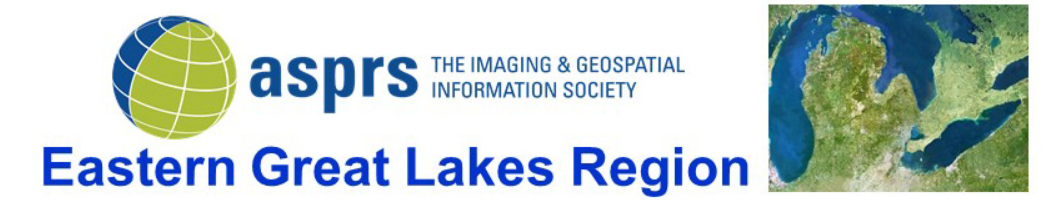 asprs THE IMAGING & GEOSPATIAL
INFORMATION SOCIETY
Eastern Great Lakes Region